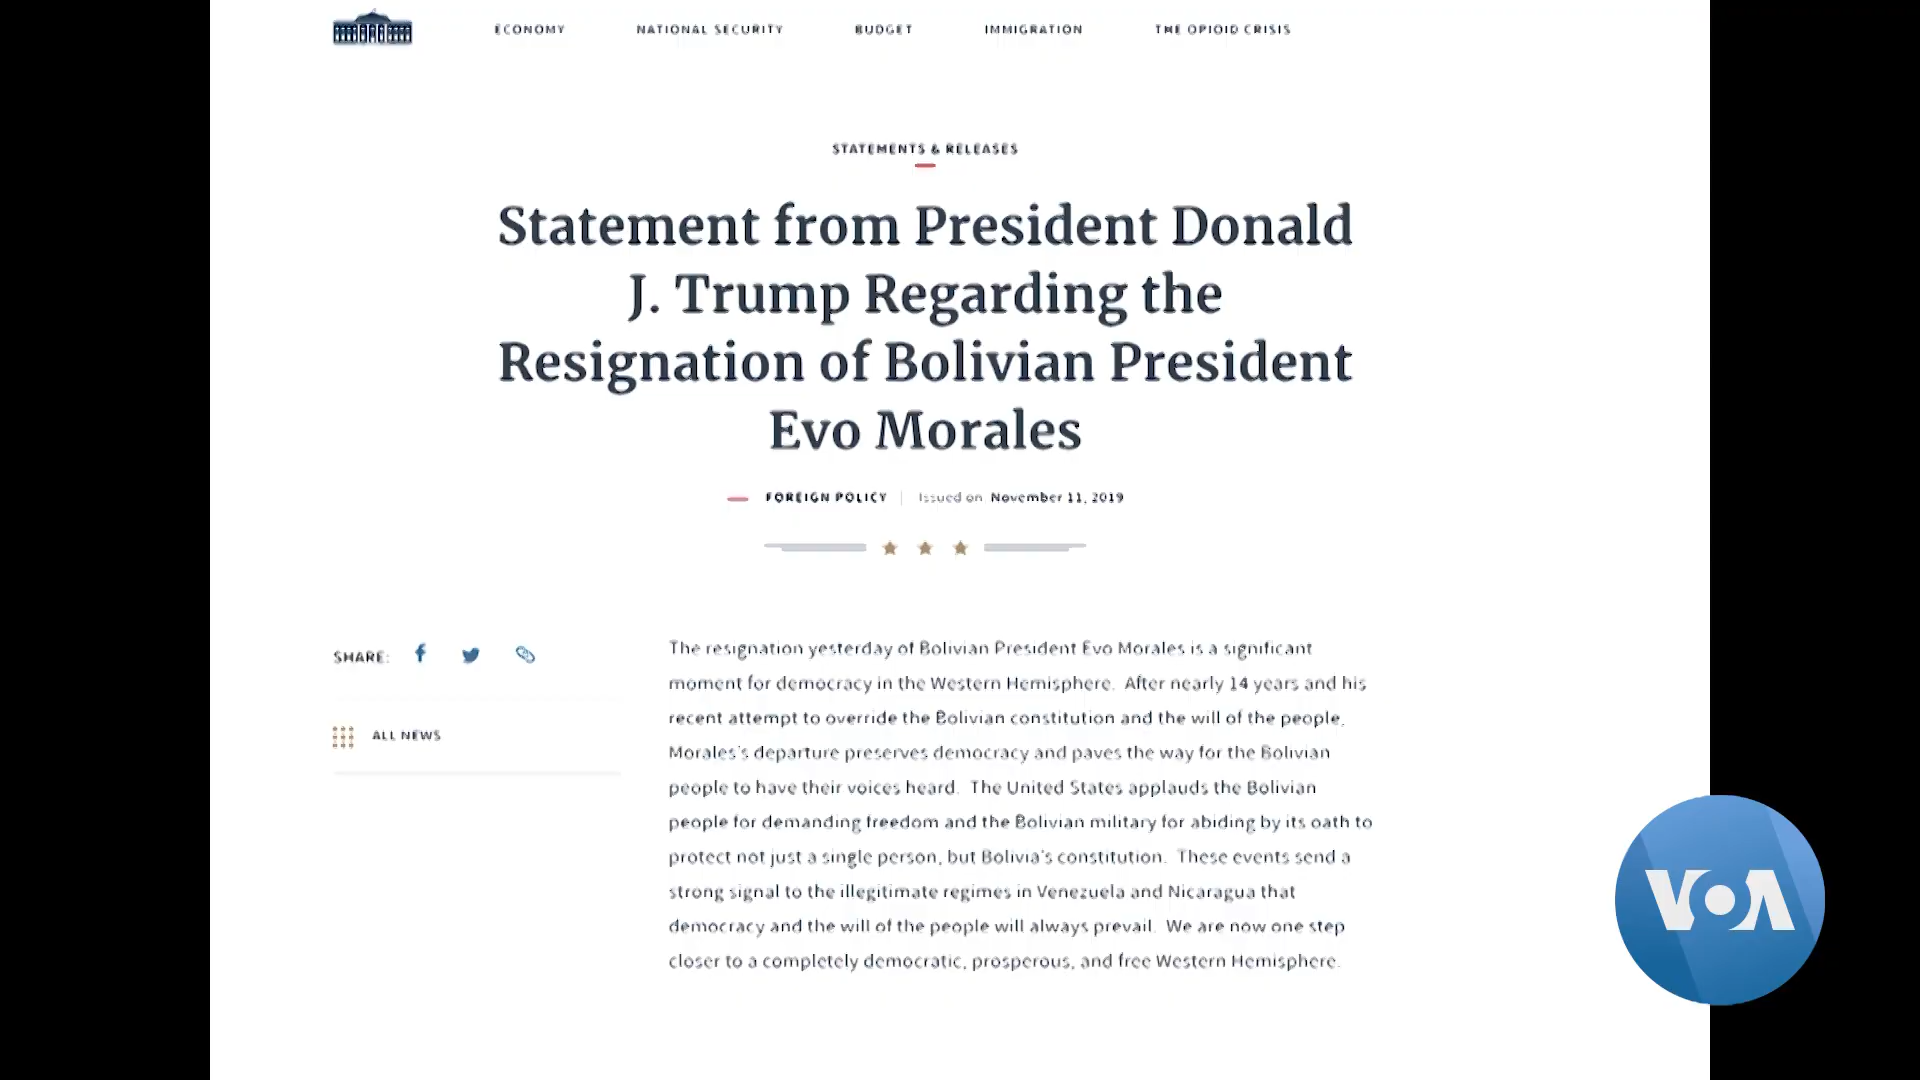 ECONOMY NATIONAL SECURITY BUDGET IMMIGRATION THE OPIOID CRISIS
STATEMENTS & RELEASES
Statement from President Donald
J. Trump Regarding the
Resignation of Bolivian President
Evo Morales
FOREIGN POLICY Issued on November 11, 2019
SHARE:
ALL NEWS
The resignation yesterday of Bolivian President Evo Morales is a significant
moment for democracy in the Western Hemisphere. After nearly 14 years and his
recent attempt to override the Bolivian constitution and the will of the people,
Morales's departure preserves democracy and paves the way for the Bolivian
people to have their voices heard. The United States applauds the Bolivian
people for demanding freedom and the Bolivian military for abiding by its oath to
protect not just a single person, but Bolivia's constitution. These events send a
strong signal to the illegitimate regimes in Venezuela and Nicaragua that
democracy and the will of the people will always prevail. We are now one step
closer to a completely democratic, prosperous, and free Western Hemisphere.
VOA